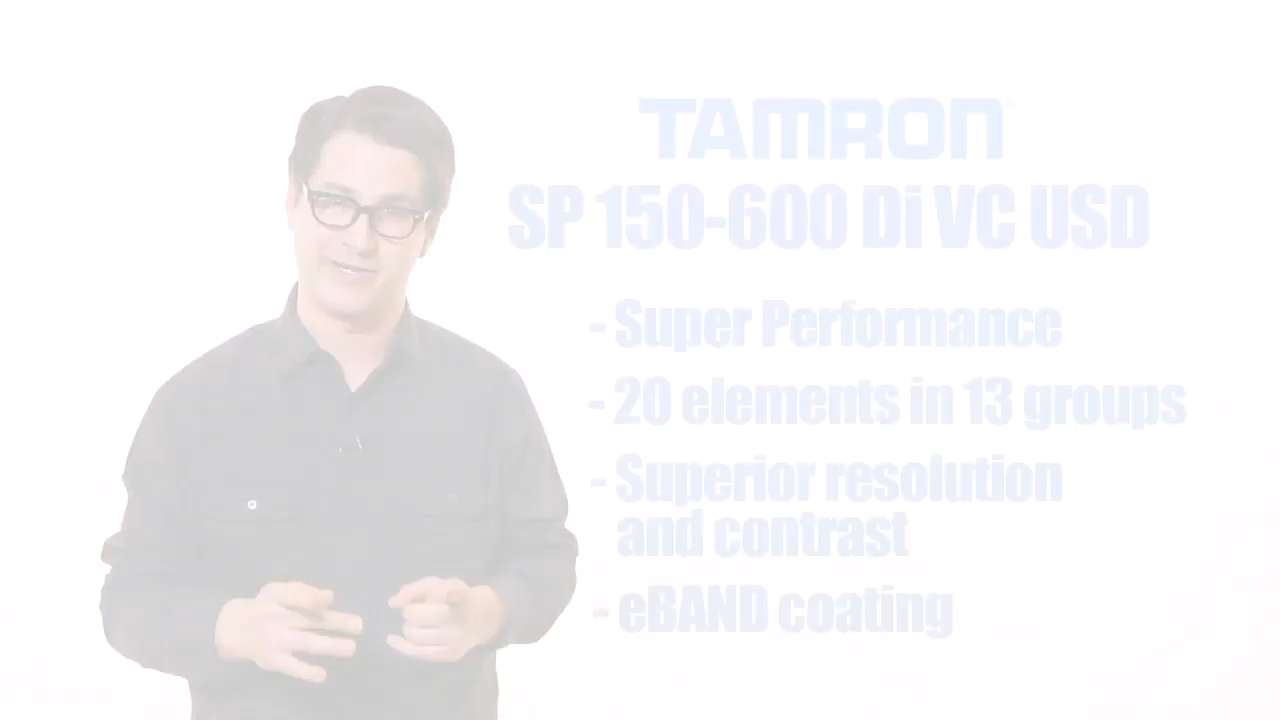 TAMRON
SP 150-600 Di VC USD
- Super Performance
- 20 elements in 13 groups
- Superior resolution
and contrast
- eBAND coating